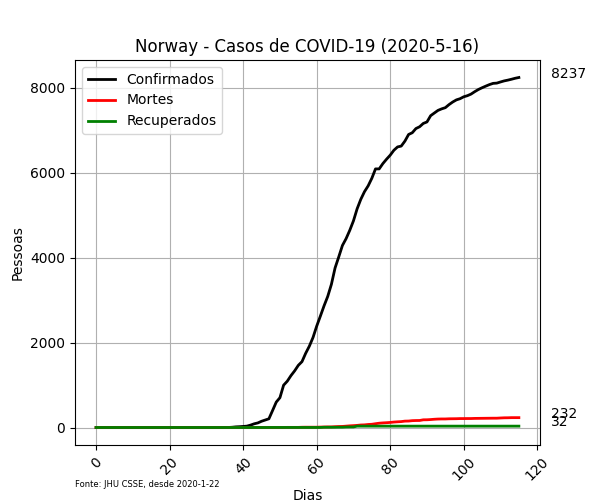 Norway - Casos de COVID-19 (2020-5-16)
Confirmados
Mortes
Recuperados
8237
232
32
8000
6000
4000
2000
0
Pessoas
0 20 40 60 80 100 120
Fonte: JHU CSSE, desde 2020-1-22
Dias